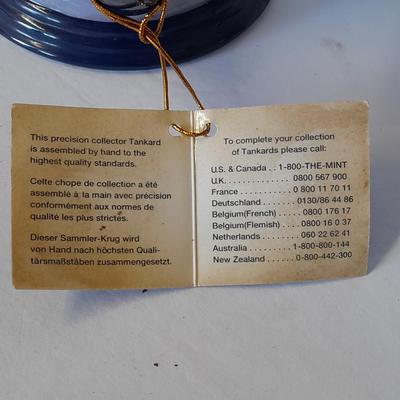 This precision collector Tankard
is assembled by hand to the
highest quality standards.
Celte chope de collection a été
assemblé à la main avec précision
conformément aux normes de
qualité les plus strictes.
Dieser Sammler-Krug wird
von Hand nach höchsten Quali-
tärsmaßstäben zusammengesetzt.
To complete your collection
of Tankards please call:
U.S. & Canada . . 1-800-THE-MINT
U.K. . . . . . . . . . . . 0800 567 900
France . . . . . . . . . 0 800 11 70 11
Deutschland . . . . . 0130/86 44 86
Belgium(French) . . . . 0800 176 17
Belgium(Flemish) . . . 0800 16 0 37
Netherlands . . . . . . . 060 22 62 41
Australia . . . . . . . 1-800-800-144
New Zealand . . . . . . 0-800-442-300